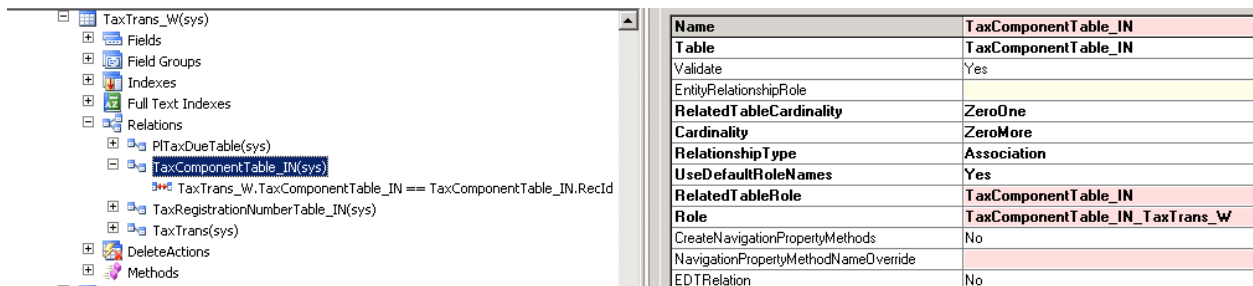 TaxTrans_W(sys)
Fields
Field Groups
Indexes
Full Text Indexes
Relations
PlTaxDueTable(sys)
TaxComponentTable_IN(sys)
TaxTrans_W.TaxComponentTable_IN == TaxComponentTable_IN.RecId
TaxRegistrationNumberTable_IN(sys)
TaxTrans(sys)
DeleteActions
Methods
Name TaxComponentTable_IN
Table TaxComponentTable_IN
Validate Yes
EntityRelationshipRole
RelatedTableCardinality ZeroOne
Cardinality ZeroMore
RelationshipType Association
UseDefaultRoleNames Yes
RelatedTableRole TaxComponentTable_IN
Role TaxComponentTable_IN_TaxTrans_W
CreateNavigationPropertyMethods No
NavigationPropertyMethodNameOverride
EDTRelation No